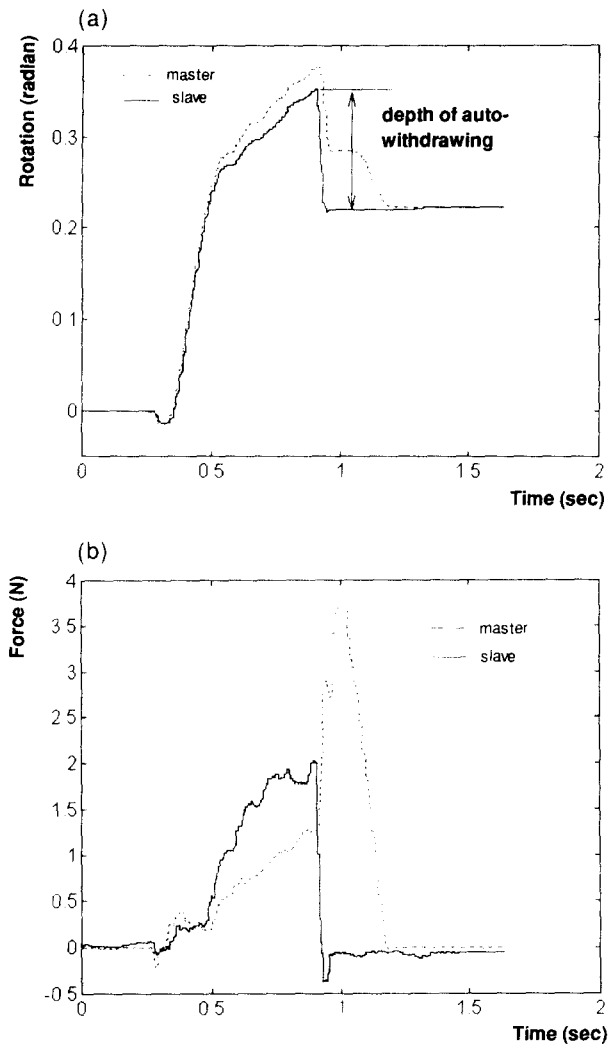 (a)
Rotation (radian)
0.4
0.3
0.2
0 1
0
master
slave
depth of auto-
withdrawing
0
0 5
1
1 5
2
Time (sec)
(b)
Force (N)
4
3 5
3
2 5
2
1 5
1
0 5
0
-0 5
master
slave
0
0 5
1
1 5
2
Time (sec)